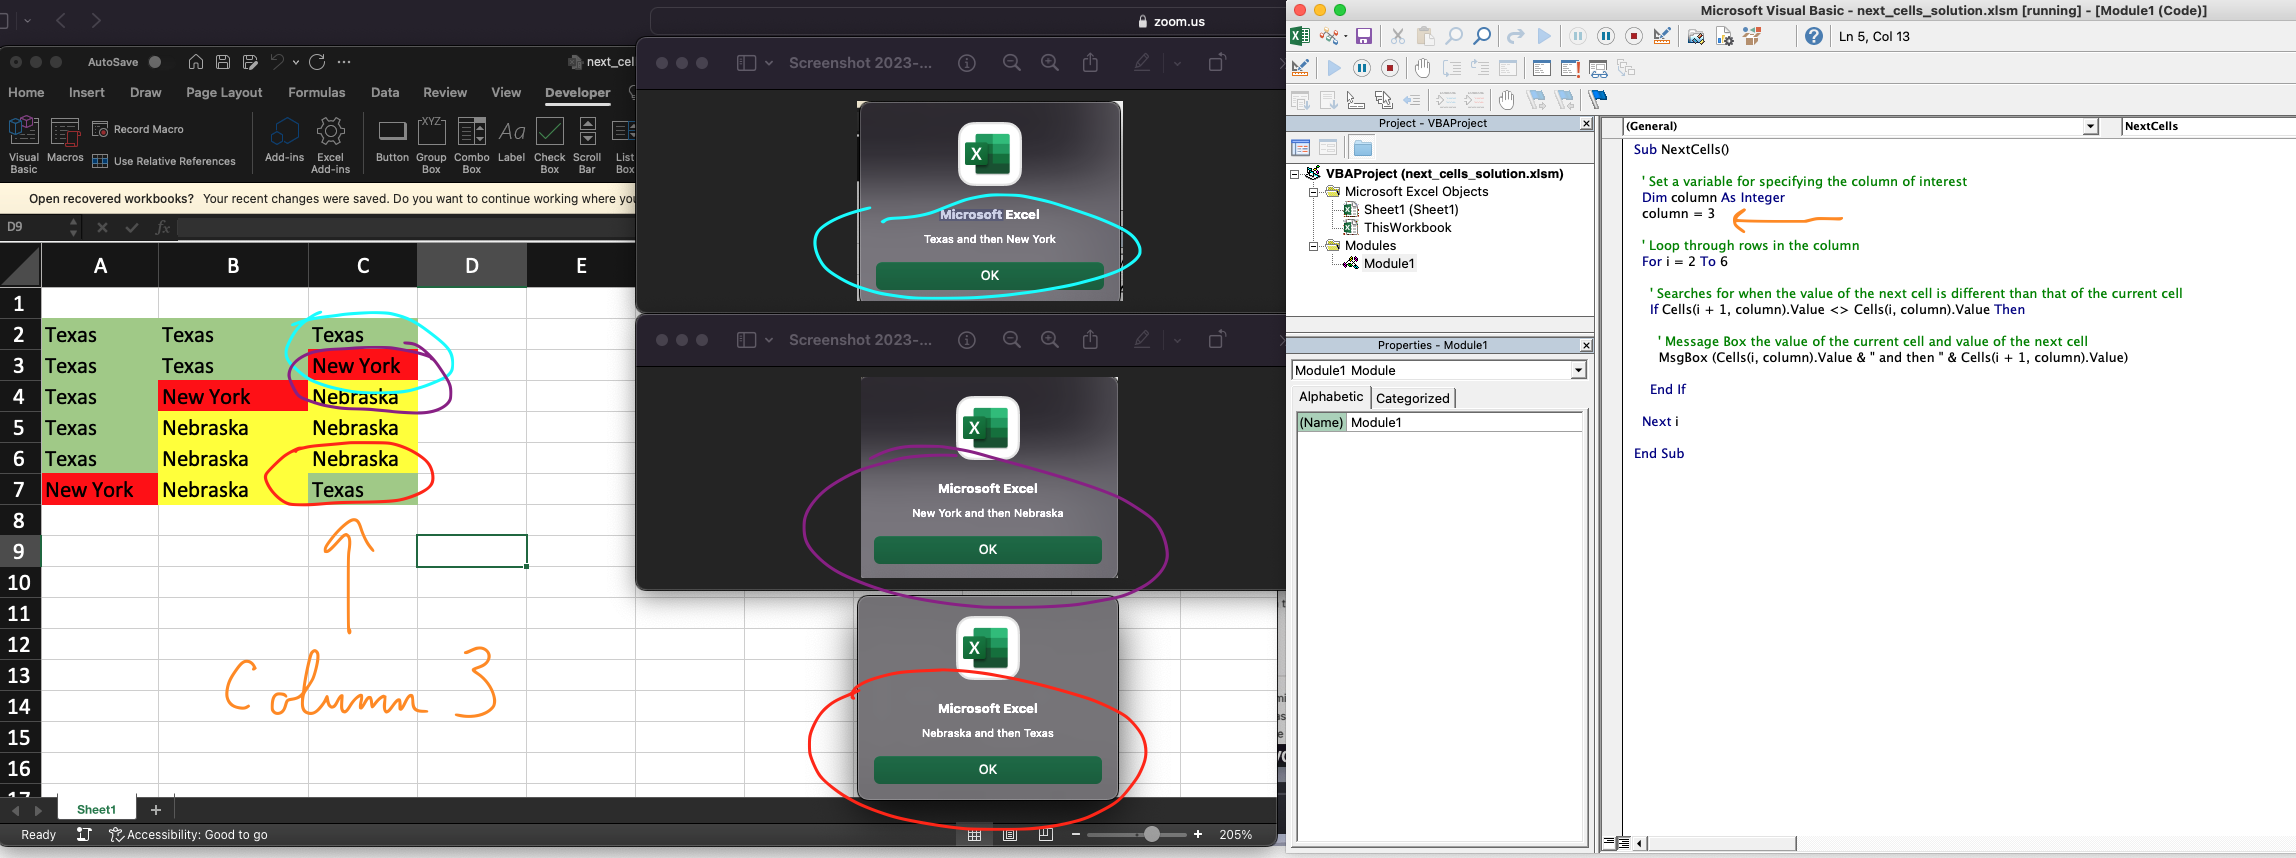 zoom.us
AutoSave
next_cel
Home Insert Draw Page Layout Formulas Data Review View Developer
Visual Basic
Macros
Record Macro
Use Relative References
Add-ins
Excel Add-ins
Button
XYZ
Group Box
Combo Box
Aa
Label
Check Box
Scroll Bar
List Box
Open recovered workbooks? Your recent changes were saved. Do you want to continue working where you
D9
fx
A B C D E
1
2 Texas Texas Texas
3 Texas Texas New York
4 Texas New York Nebraska
5 Texas Nebraska Nebraska
6 Texas Nebraska Nebraska
7 New York Nebraska Texas
8
9
10
11
12
13
14
15
16
17
Column 3
Sheet1 +
Ready
Accessibility: Good to go
205%
Screenshot 2023-...
X
Microsoft Excel
Texas and then New York
OK
Screenshot 2023-...
X
Microsoft Excel
New York and then Nebraska
OK
X
Microsoft Excel
Nebraska and then Texas
OK
Microsoft Visual Basic - next_cells_solution.xlsm [running] - [Module1 (Code)]
Ln 5, Col 13
Project - VBAProject
VBAProject (next_cells_solution.xlsm)
Microsoft Excel Objects
Sheet1 (Sheet1)
ThisWorkbook
Modules
Module1
Properties - Module1
Module1 Module
Alphabetic Categorized
(Name) Module1
(General) NextCells
Sub NextCells()
' Set a variable for specifying the column of interest
Dim column As Integer
column = 3
' Loop through rows in the column
For i = 2 To 6
' Searches for when the value of the next cell is different than that of the current cell
If Cells(i + 1, column).Value <> Cells(i, column).Value Then
' Message Box the value of the current cell and value of the next cell
MsgBox (Cells(i, column).Value & " and then " & Cells(i + 1, column).Value)
End If
Next i
End Sub